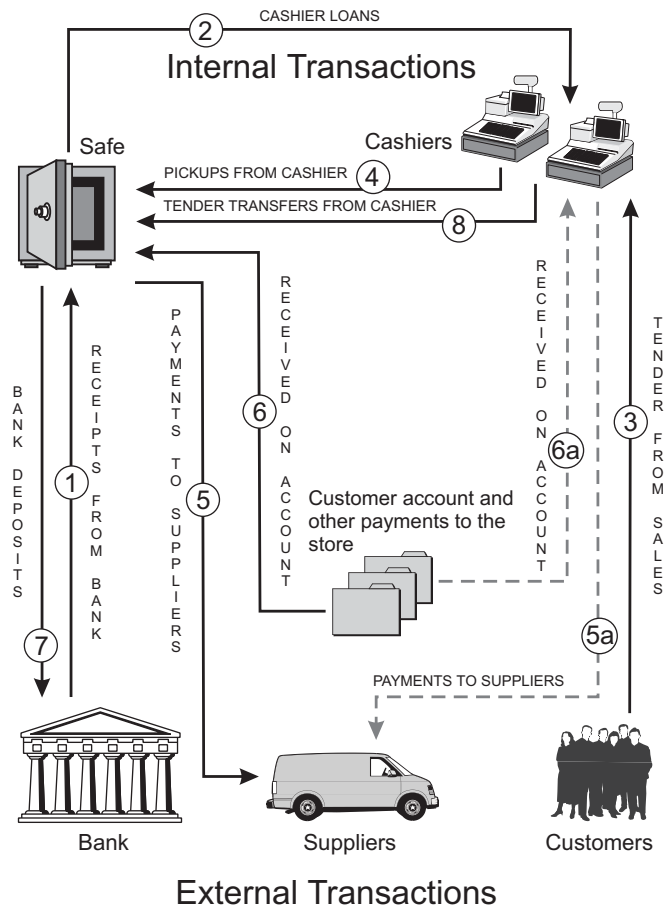 CASHIER LOANS
2
Internal Transactions
Safe
Cashiers
PICKUPS FROM CASHIER
4
TENDER TRANSFERS FROM CASHIER
8
BANK DEPOSITS
7
RECEIPTS FROM BANK
1
PAYMENTS TO SUPPLIERS
5
RECEIVED ON ACCOUNT
6
RECEIVED ON ACCOUNT
6a
TENDER FROM SALES
3
Customer account and
other payments to the
store
5a
PAYMENTS TO SUPPLIERS
Bank
Suppliers
Customers
External Transactions